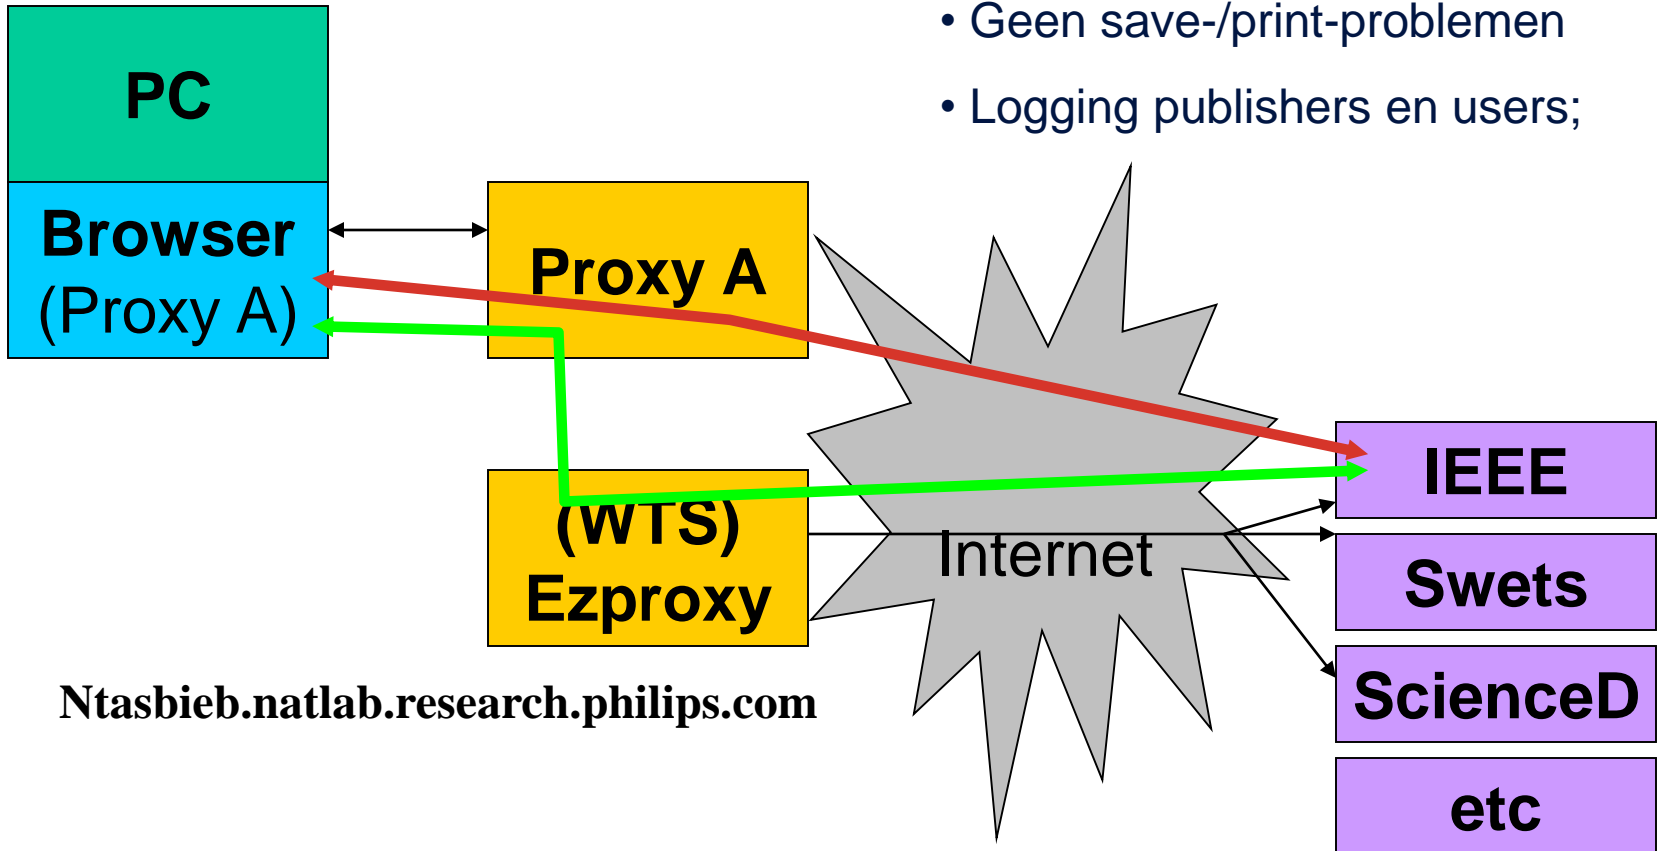 • Geen save-/print-problemen
• Logging publishers en users;
PC
Browser
(Proxy A)
Proxy A
(WTS)
Ezproxy
Internet
IEEE
Swets
ScienceD
etc
Ntasbieb.natlab.research.philips.com